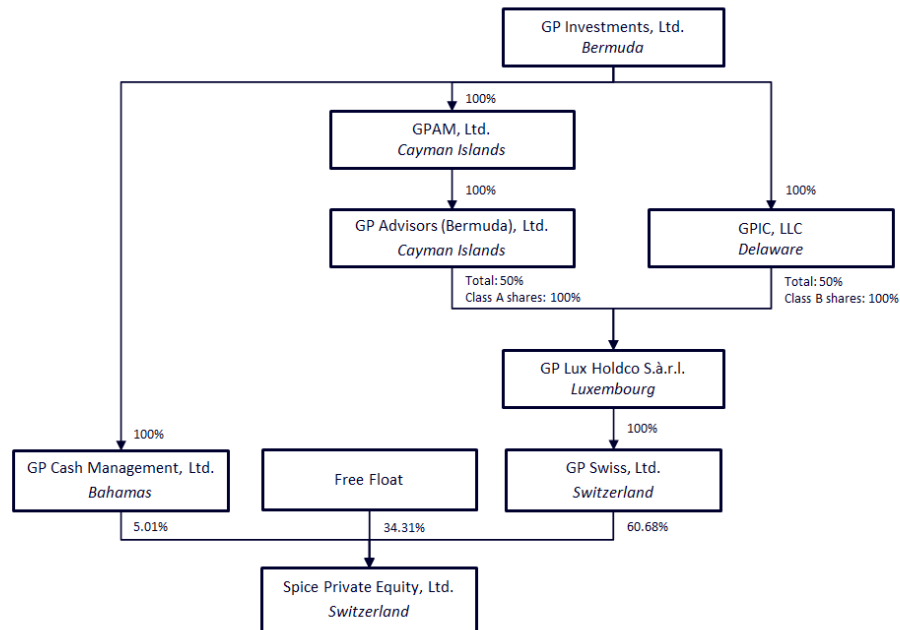 GP Investments, Ltd.
Bermuda
100%
GPAM, Ltd.
Cayman Islands
100%
100%
GP Advisors (Bermuda), Ltd.
Cayman Islands
GPIC, LLC
Delaware
Total: 50%
Class A shares: 100%
Total: 50%
Class B shares: 100%
GP Lux Holdco S.à.r.l.
Luxembourg
100%
100%
GP Cash Management, Ltd.
Bahamas
Free Float
GP Swiss, Ltd.
Switzerland
5.01%
34.31%
60.68%
Spice Private Equity, Ltd.
Switzerland